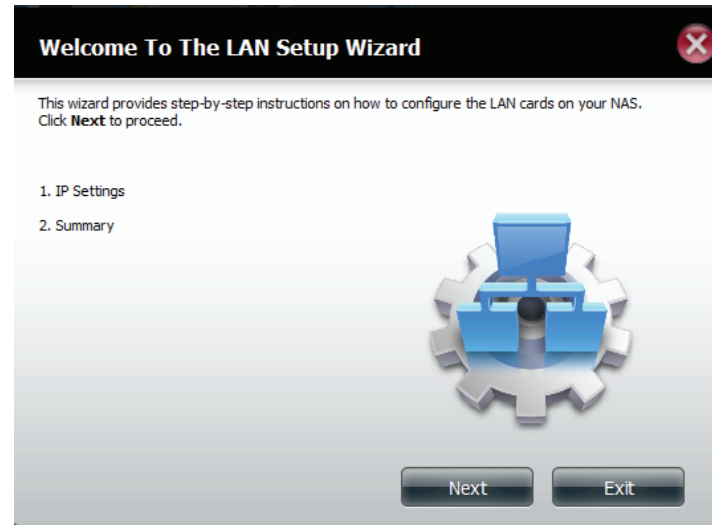 Welcome To The LAN Setup Wizard
This wizard provides step-by-step instructions on how to configure the LAN cards on your NAS.
Click Next to proceed.
1. IP Settings
2. Summary
Next Exit